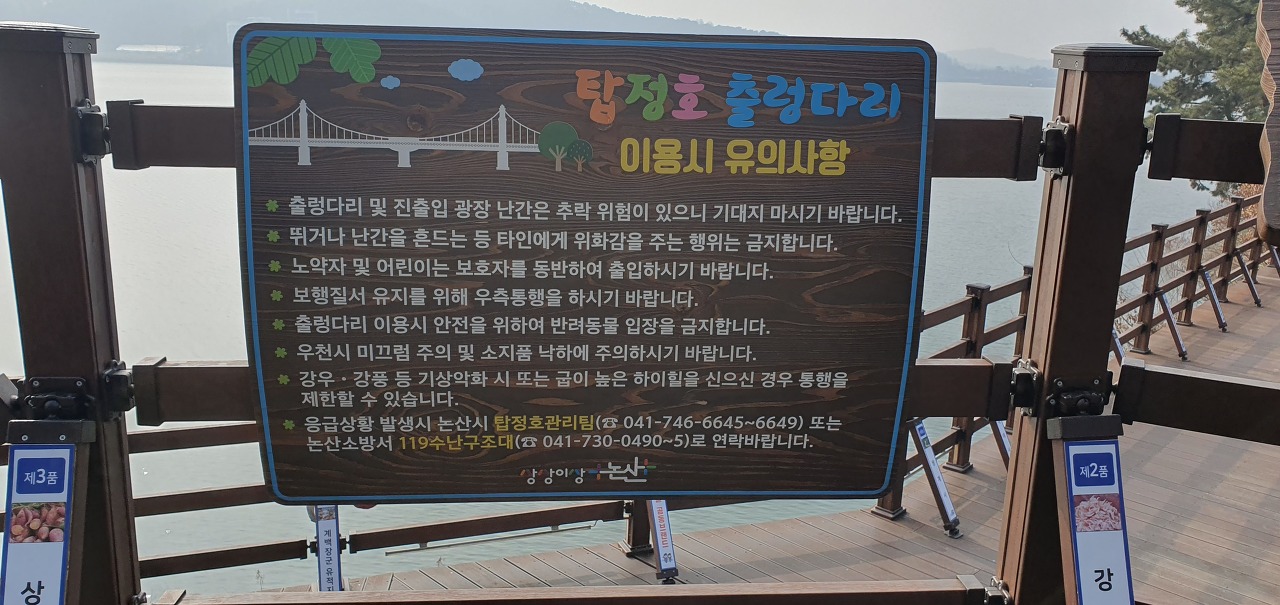 탑정호 출렁다리
이용시 유의사항
출렁다리 및 진출입 광장 난간은 추락 위험이 있으니 기대지 마시기 바랍니다.
뛰거나 난간을 흔드는 등 타인에게 위화감을 주는 행위는 금지합니다.
노약자 및 어린이는 보호자를 동반하여 출입하시기 바랍니다.
보행질서 유지를 위해 우측통행을 하시기 바랍니다.
출렁다리 이용시 안전을 위하여 반려동물 입장을 금지합니다.
우천시 미끄럼 주의 및 소지품 낙하에 주의하시기 바랍니다.
강우·강풍 등 기상악화 시 또는 굽이 높은 하이힐을 신으신 경우 통행을
제한할 수 있습니다.
응급상황 발생시 논산시 탑정호관리팀(☎ 041-746-6645~6649) 또는
논산소방서 119수난구조대(☎ 041-730-0490~5)로 연락바랍니다.
상상이상 논산
제3품
상
계백장군 유적지
제2품
강